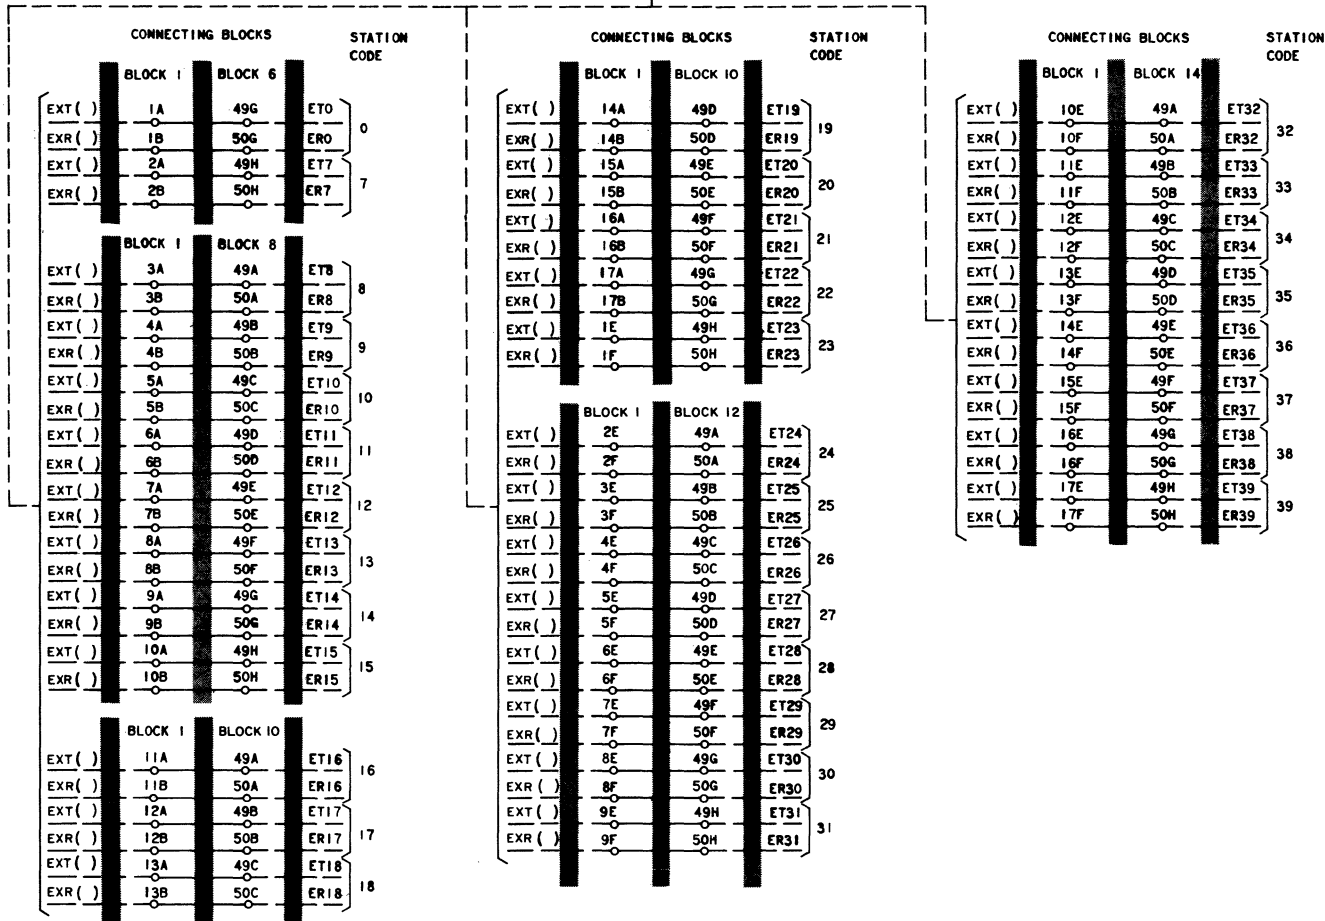 CONNECTING BLOCKS STATION CODE
BLOCK 1 BLOCK 6
EXT( ) 1A 49G ET0
0
EXR( ) 1B 50G ER0
EXT( ) 2A 49H ET7
7
EXR( ) 2B 50H ER7
BLOCK 1 BLOCK 8
EXT( ) 3A 49A ET8
8
EXR( ) 3B 50A ER8
EXT( ) 4A 49B ET9
9
EXR( ) 4B 50B ER9
EXT( ) 5A 49C ET10
10
EXR( ) 5B 50C ER10
EXT( ) 6A 49D ET11
11
EXR( ) 6B 50D ER11
EXT( ) 7A 49E ET12
12
EXR( ) 7B 50E ER12
EXT( ) 8A 49F ET13
13
EXR( ) 8B 50F ER13
EXT( ) 9A 49G ET14
14
EXR( ) 9B 50G ER14
EXT( ) 10A 49H ET15
15
EXR( ) 10B 50H ER15
BLOCK 1 BLOCK 10
EXT( ) 11A 49A ET16
16
EXR( ) 11B 50A ER16
EXT( ) 12A 49B ET17
17
EXR( ) 12B 50B ER17
EXT( ) 13A 49C ET18
18
EXR( ) 13B 50C ER18
CONNECTING BLOCKS STATION CODE
BLOCK 1 BLOCK 10
EXT( ) 14A 49D ET19
19
EXR( ) 14B 50D ER19
EXT( ) 15A 49E ET20
20
EXR( ) 15B 50E ER20
EXT( ) 16A 49F ET21
21
EXR( ) 16B 50F ER21
EXT( ) 17A 49G ET22
22
EXR( ) 17B 50G ER22
EXT( ) 1E 49H ET23
23
EXR( ) 1F 50H ER23
BLOCK 1 BLOCK 12
EXT( ) 2E 49A ET24
24
EXR( ) 2F 50A ER24
EXT( ) 3E 49B ET25
25
EXR( ) 3F 50B ER25
EXT( ) 4E 49C ET26
26
EXR( ) 4F 50C ER26
EXT( ) 5E 49D ET27
27
EXR( ) 5F 50D ER27
EXT( ) 6E 49E ET28
28
EXR( ) 6F 50E ER28
EXT( ) 7E 49F ET29
29
EXR( ) 7F 50F ER29
EXT( ) 8E 49G ET30
30
EXR ( ) 8F 50G ER30
EXT( ) 9E 49H ET31
31
EXR ( ) 9F 50H ER31
CONNECTING BLOCKS STATION CODE
BLOCK 1 BLOCK 14
EXT( ) 10E 49A ET32
32
EXR( ) 10F 50A ER32
EXT( ) 11E 49B ET33
33
EXR( ) 11F 50B ER33
EXT( ) 12E 49C ET34
34
EXR( ) 12F 50C ER34
EXT( ) 13E 49D ET35
35
EXR( ) 13F 50D ER35
EXT( ) 14E 49E ET36
36
EXR( ) 14F 50E ER36
EXT( ) 15E 49F ET37
37
EXR( ) 15F 50F ER37
EXT( ) 16E 49G ET38
38
EXR( ) 16F 50G ER38
EXT( ) 17E 49H ET39
39
EXR( ) 17F 50H ER39